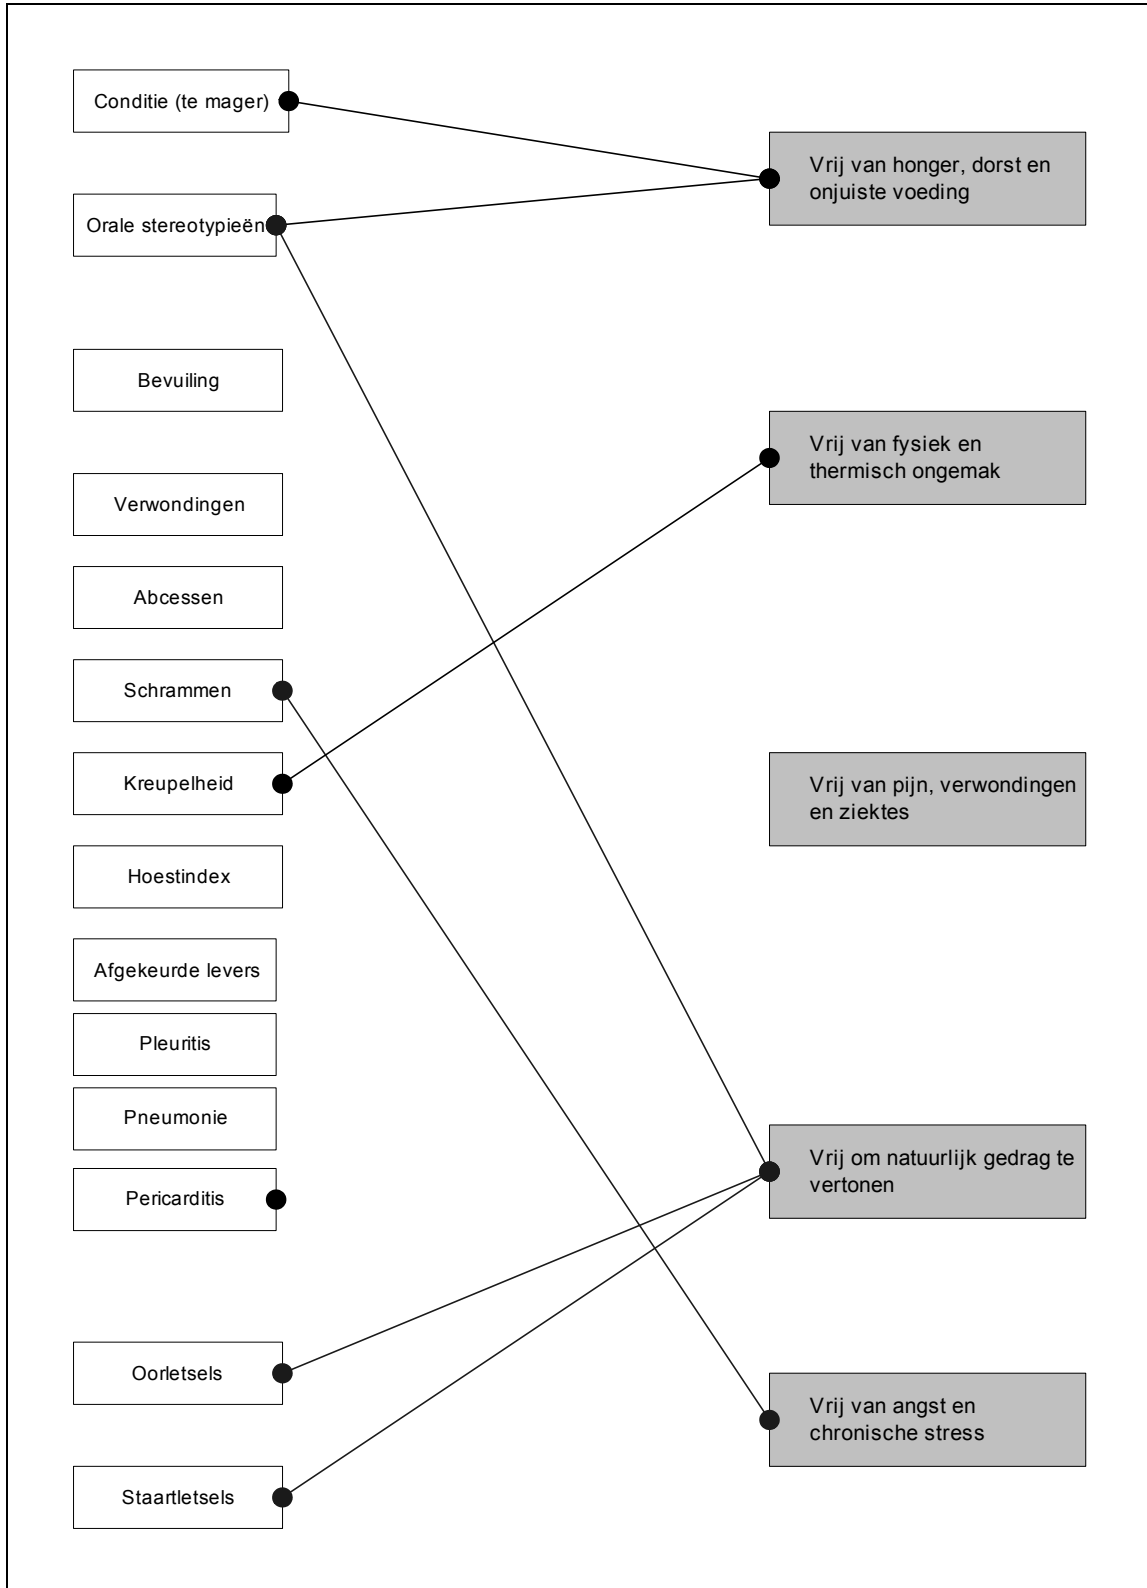 Conditie (te mager)
Orale stereotypieën
Bevuiling
Verwondingen
Abcessen
Schrammen
Kreupelheid
Hoestindex
Afgekeurde levers
Pleuritis
Pneumonie
Pericarditis
Oorletsels
Staartletsels
Vrij van honger, dorst en
onjuiste voeding
Vrij van fysiek en
thermisch ongemak
Vrij van pijn, verwondingen
en ziektes
Vrij om natuurlijk gedrag te
vertonen
Vrij van angst en
chronische stress